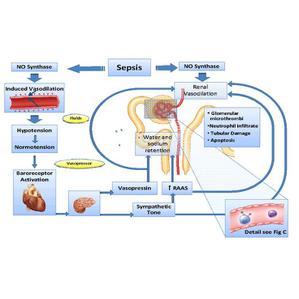 NO Synthase
Sepsis
NO Synthase
Induced Vasodilation
Renal
Vasodilation
Fluids
Hypotension
Normotension
Vasopressor
Baroreceptor
Activation
Water and
sodium
retention
• Glomerular
microthrombi
•Neutrophil Infiltrate
• Tubular Damage
• Apoptosis
Vasopressin
↑ RAAS
Sympathetic
Tone
Detail see Fig C